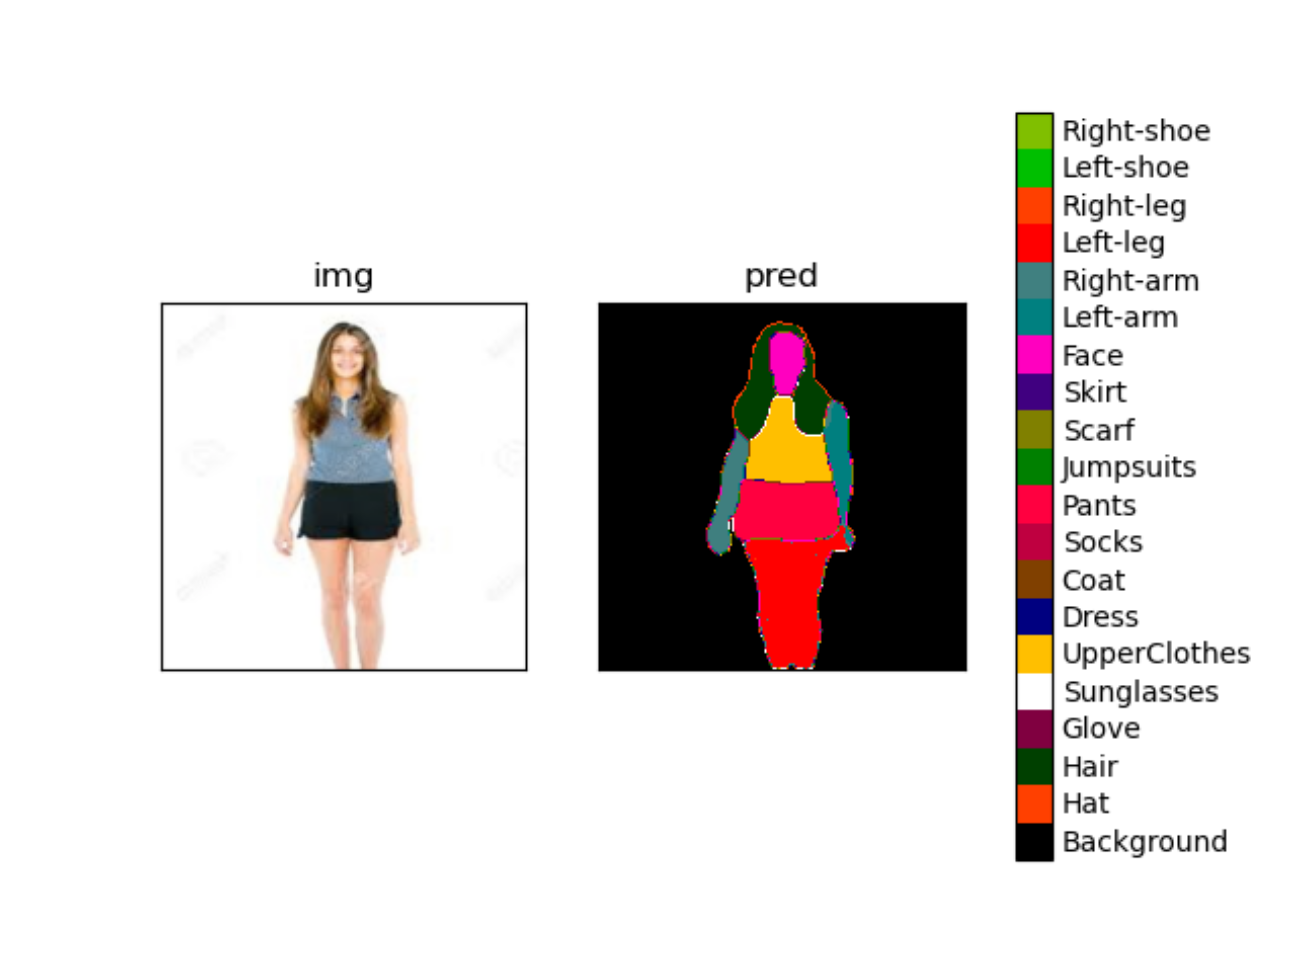 img
pred
Right-shoe
Left-shoe
Right-leg
Left-leg
Right-arm
Left-arm
Face
Skirt
Scarf
Jumpsuits
Pants
Socks
Coat
Dress
UpperClothes
Sunglasses
Glove
Hair
Hat
Background